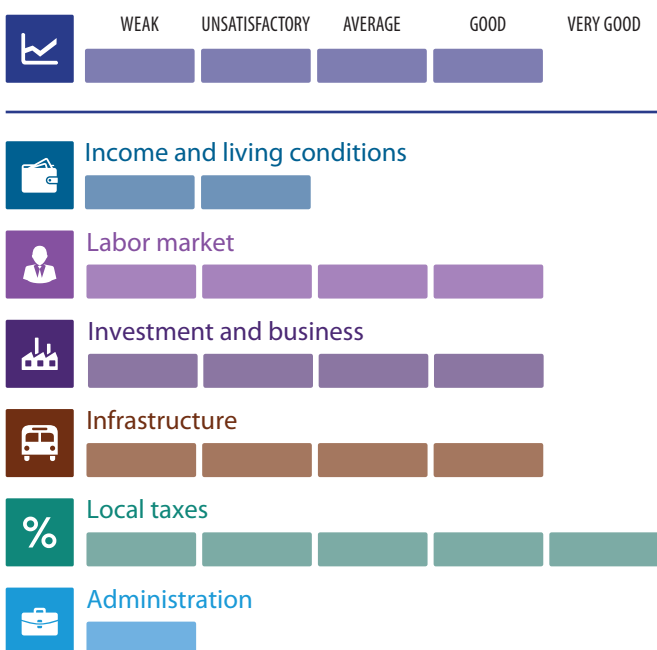 WEAK UNSATISFACTORY AVERAGE GOOD VERY GOOD
Income and living conditions
Labor market
Investment and business
Infrastructure
Local taxes
%
Administration